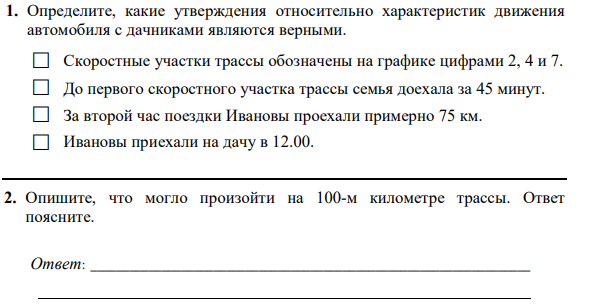 1. Определите, какие утверждения относительно характеристик движения
автомобиля с дачниками являются верными.
Скоростные участки трассы обозначены на графике цифрами 2, 4 и 7.
До первого скоростного участка трассы семья доехала за 45 минут.
За второй час поездки Ивановы проехали примерно 75 км.
Ивановы приехали на дачу в 12.00.
2. Опишите, что могло произойти на 100-м километре трассы. Ответ
поясните.
Ответ: